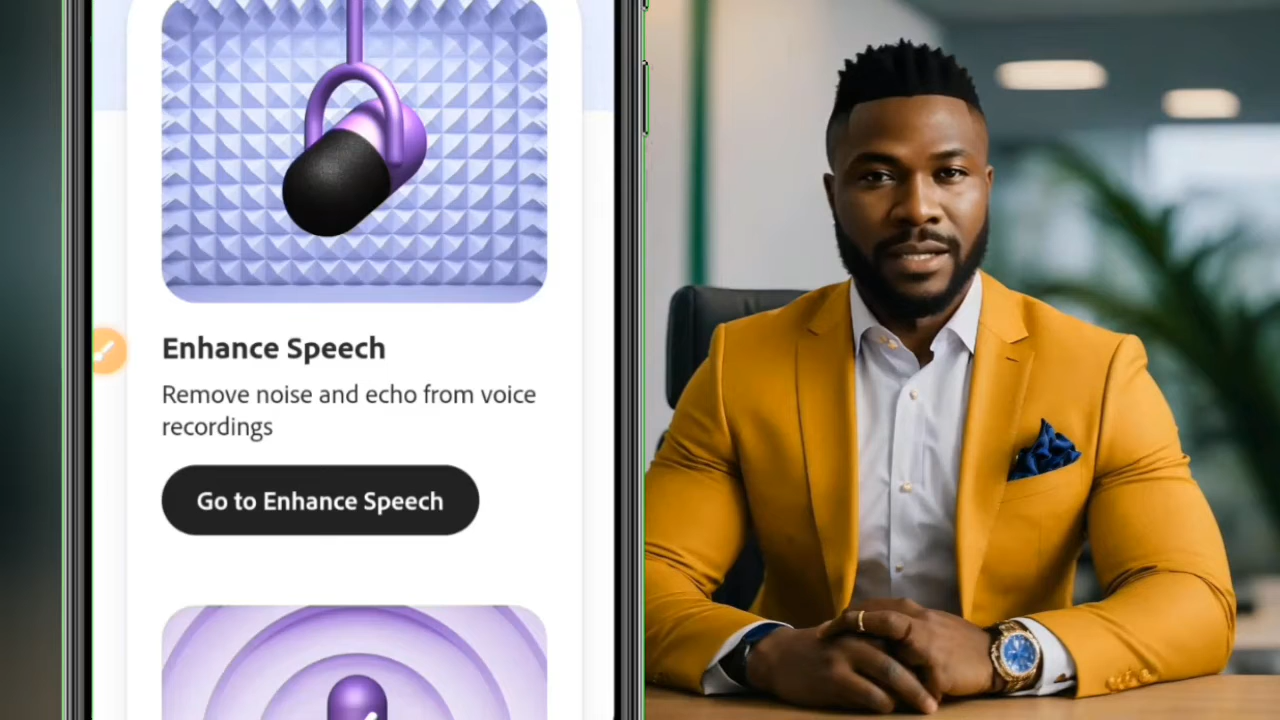 Enhance Speech
Remove noise and echo from voice
recordings
Go to Enhance Speech